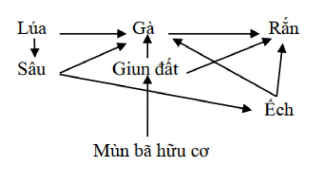 Lúa Gà Rắn
Sâu Giun đất
Ếch
Mùn bã hữu cơ